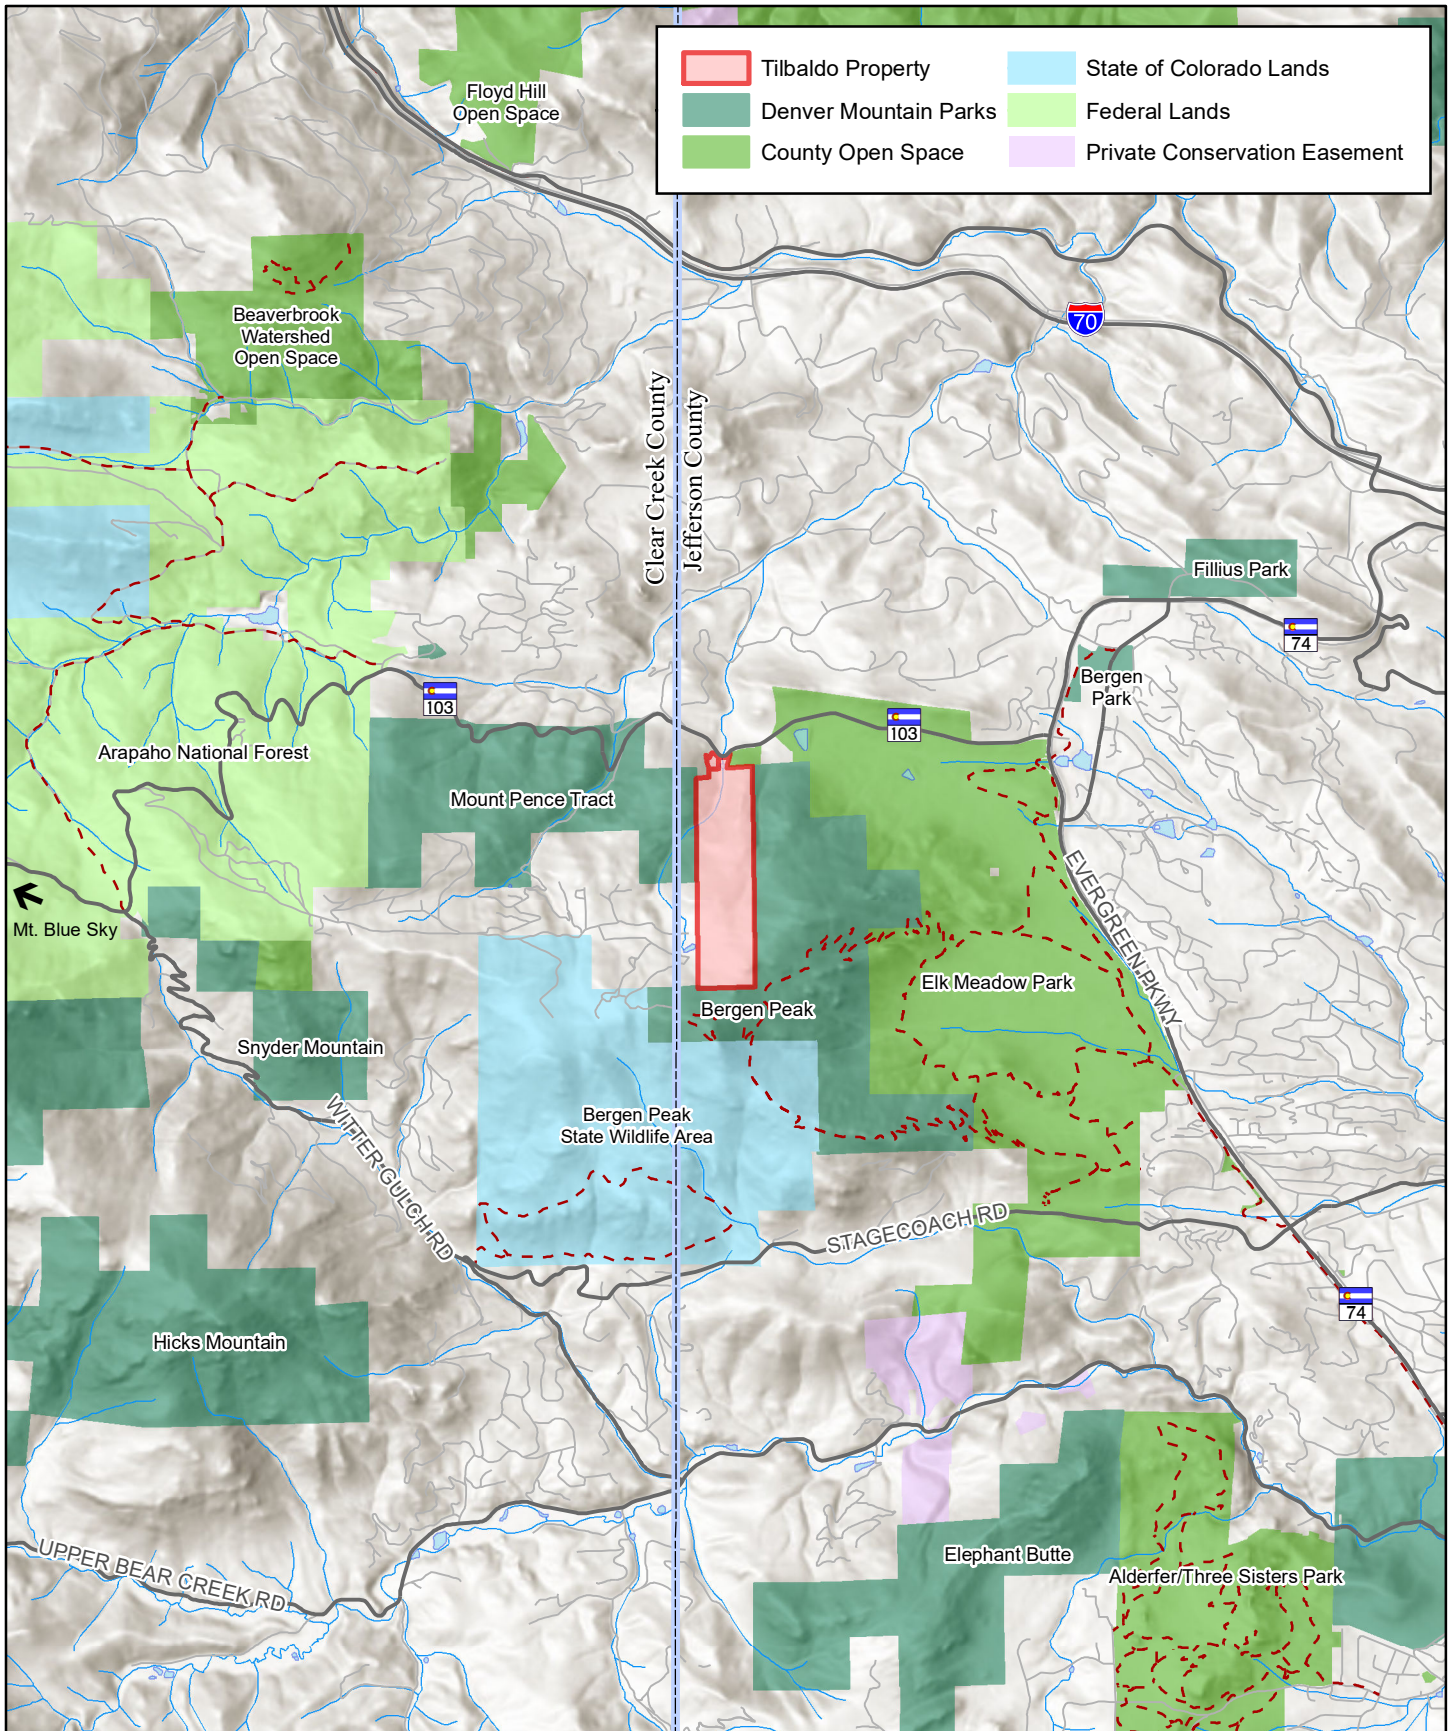 Tilbaldo Property
Denver Mountain Parks
County Open Space
State of Colorado Lands
Federal Lands
Private Conservation Easement
Floyd Hill
Open Space
Beaverbrook
Watershed
Open Space
70
Clear Creek County
Jefferson County
Fillius Park
74
Bergen
Park
103
103
Arapaho National Forest
Mount Pence Tract
EVERGREEN PKWY
Mt. Blue Sky
Elk Meadow Park
Bergen Peak
Snyder Mountain
Bergen Peak
State Wildlife Area
WITTER GULCH RD
STAGECOACH RD
74
Hicks Mountain
Elephant Butte
Alderfer/Three Sisters Park
UPPER BEAR CREEK RD